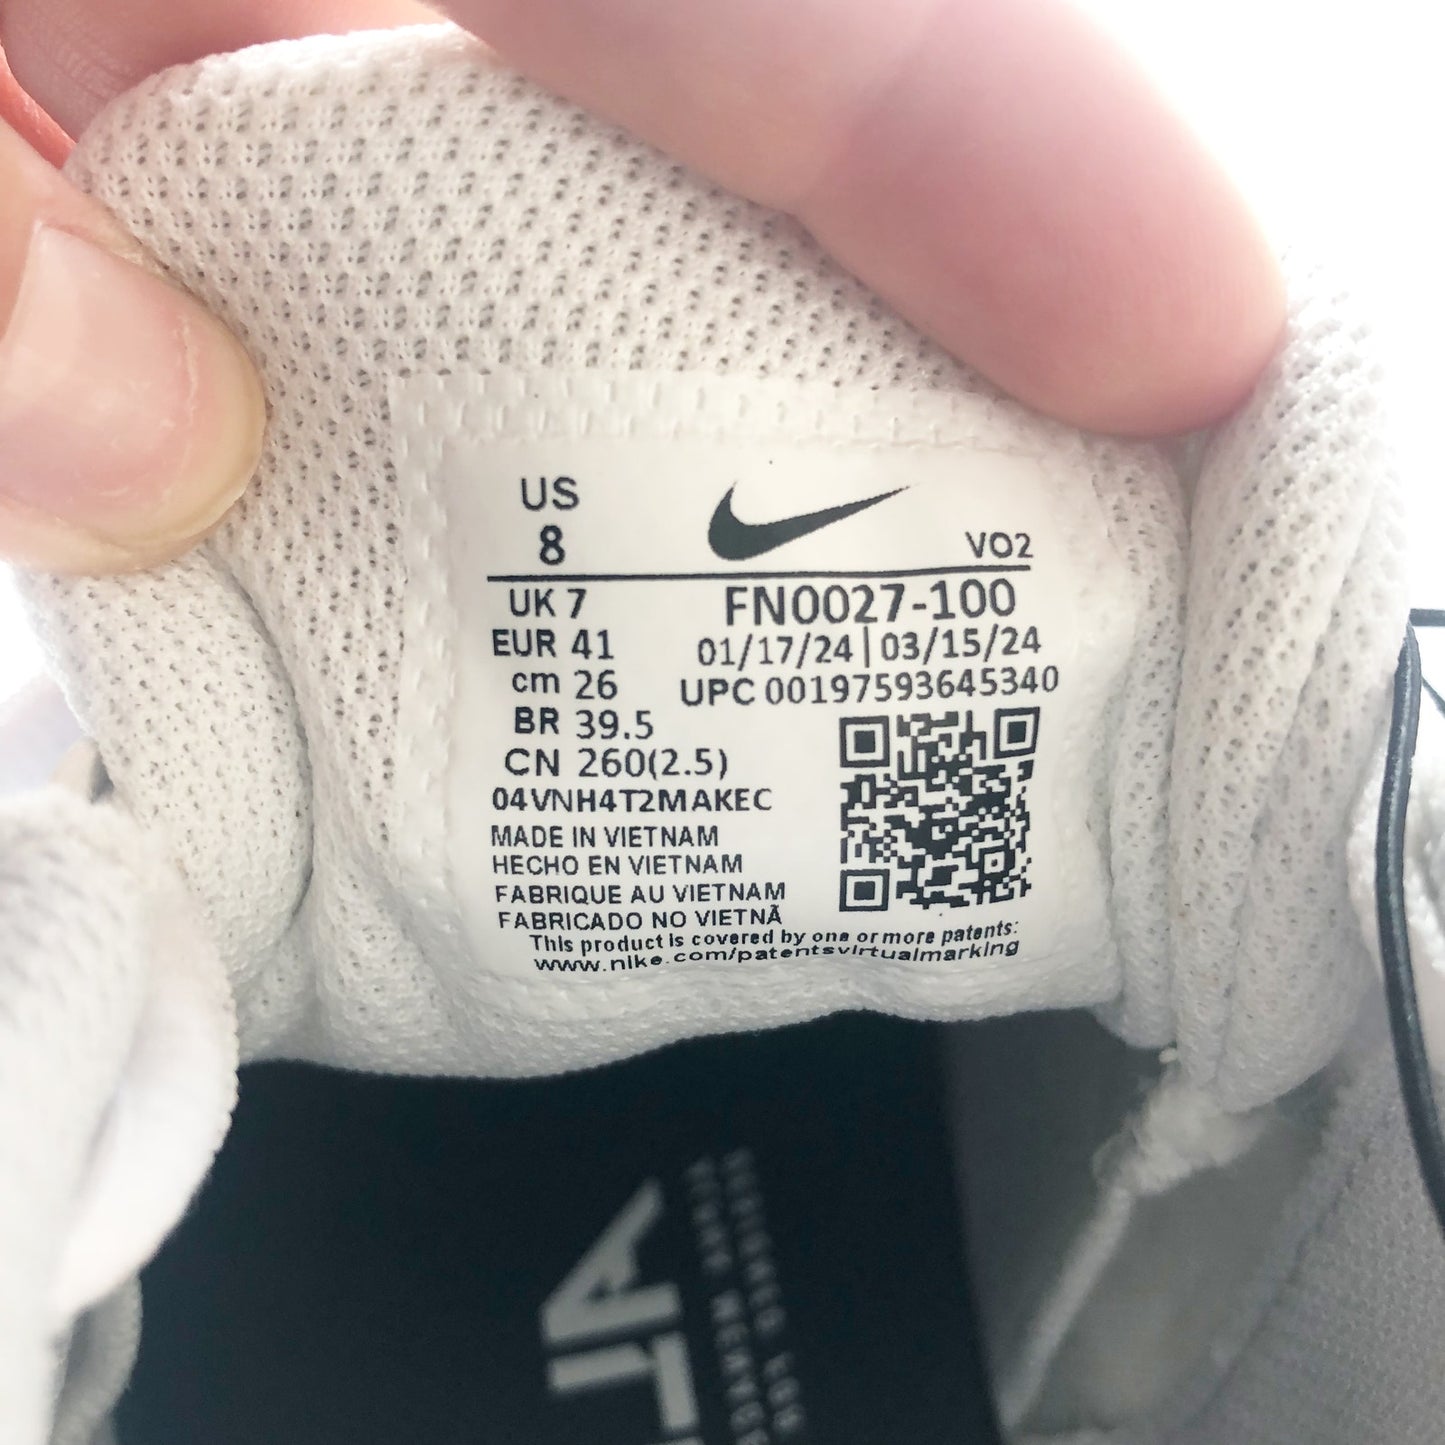 US
8
VO2
UK 7
FN0027-100
EUR 41
01/17/24 | 03/15/24
cm 26
UPC 00197593645340
BR 39.5
CN 260(2.5)
04VNH4T2MAKEC
MADE IN VIETNAM
HECHO EN VIETNAM
FABRIQUE AU VIETNAM
FABRICADO NO VIETNÃ
This product is covered by one or more patents:
www.nike.com/patentsvirtualmarking